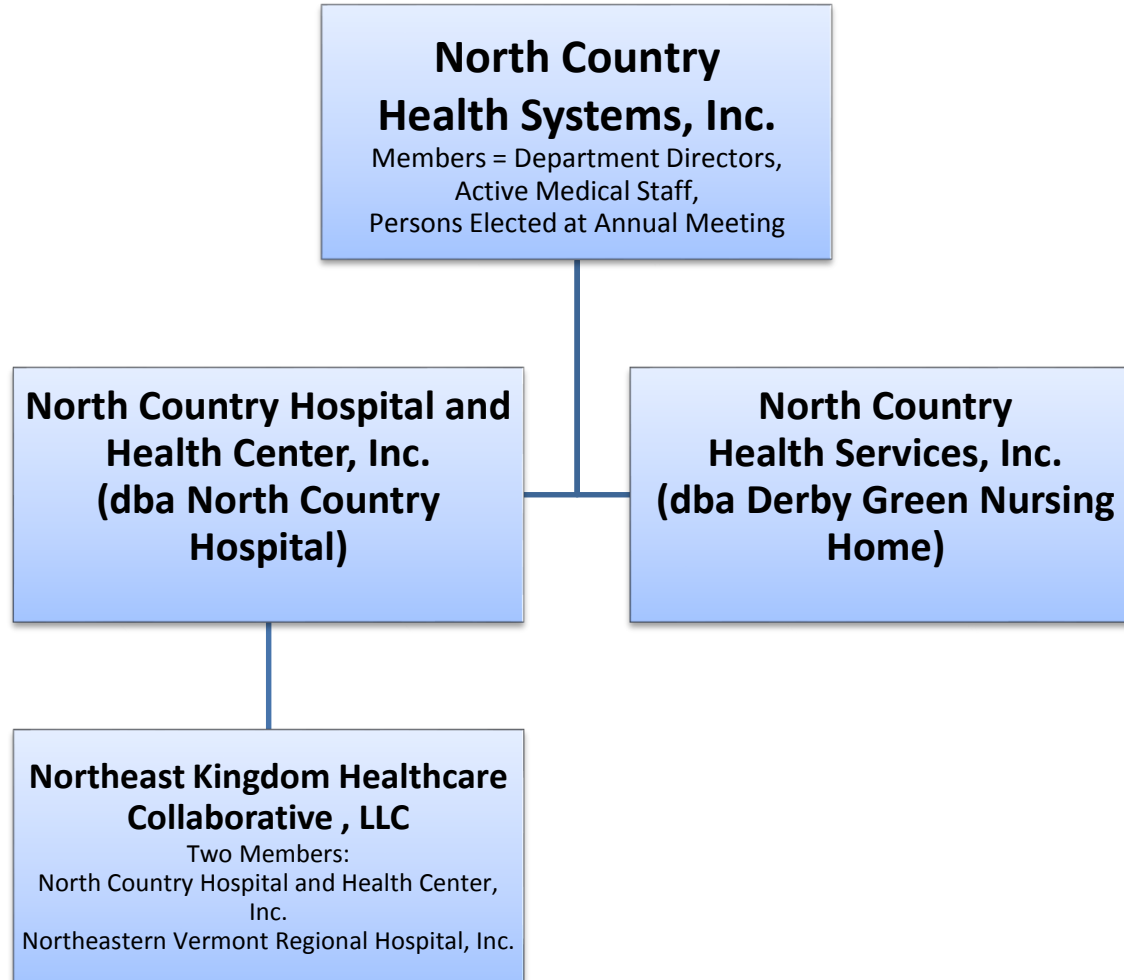 North Country
Health Systems, Inc.
Members = Department Directors,
Active Medical Staff,
Persons Elected at Annual Meeting
North Country Hospital and
Health Center, Inc.
(dba North Country
Hospital)
North Country
Health Services, Inc.
(dba Derby Green Nursing
Home)
Northeast Kingdom Healthcare
Collaborative , LLC
Two Members:
North Country Hospital and Health Center,
Inc.
Northeastern Vermont Regional Hospital, Inc.